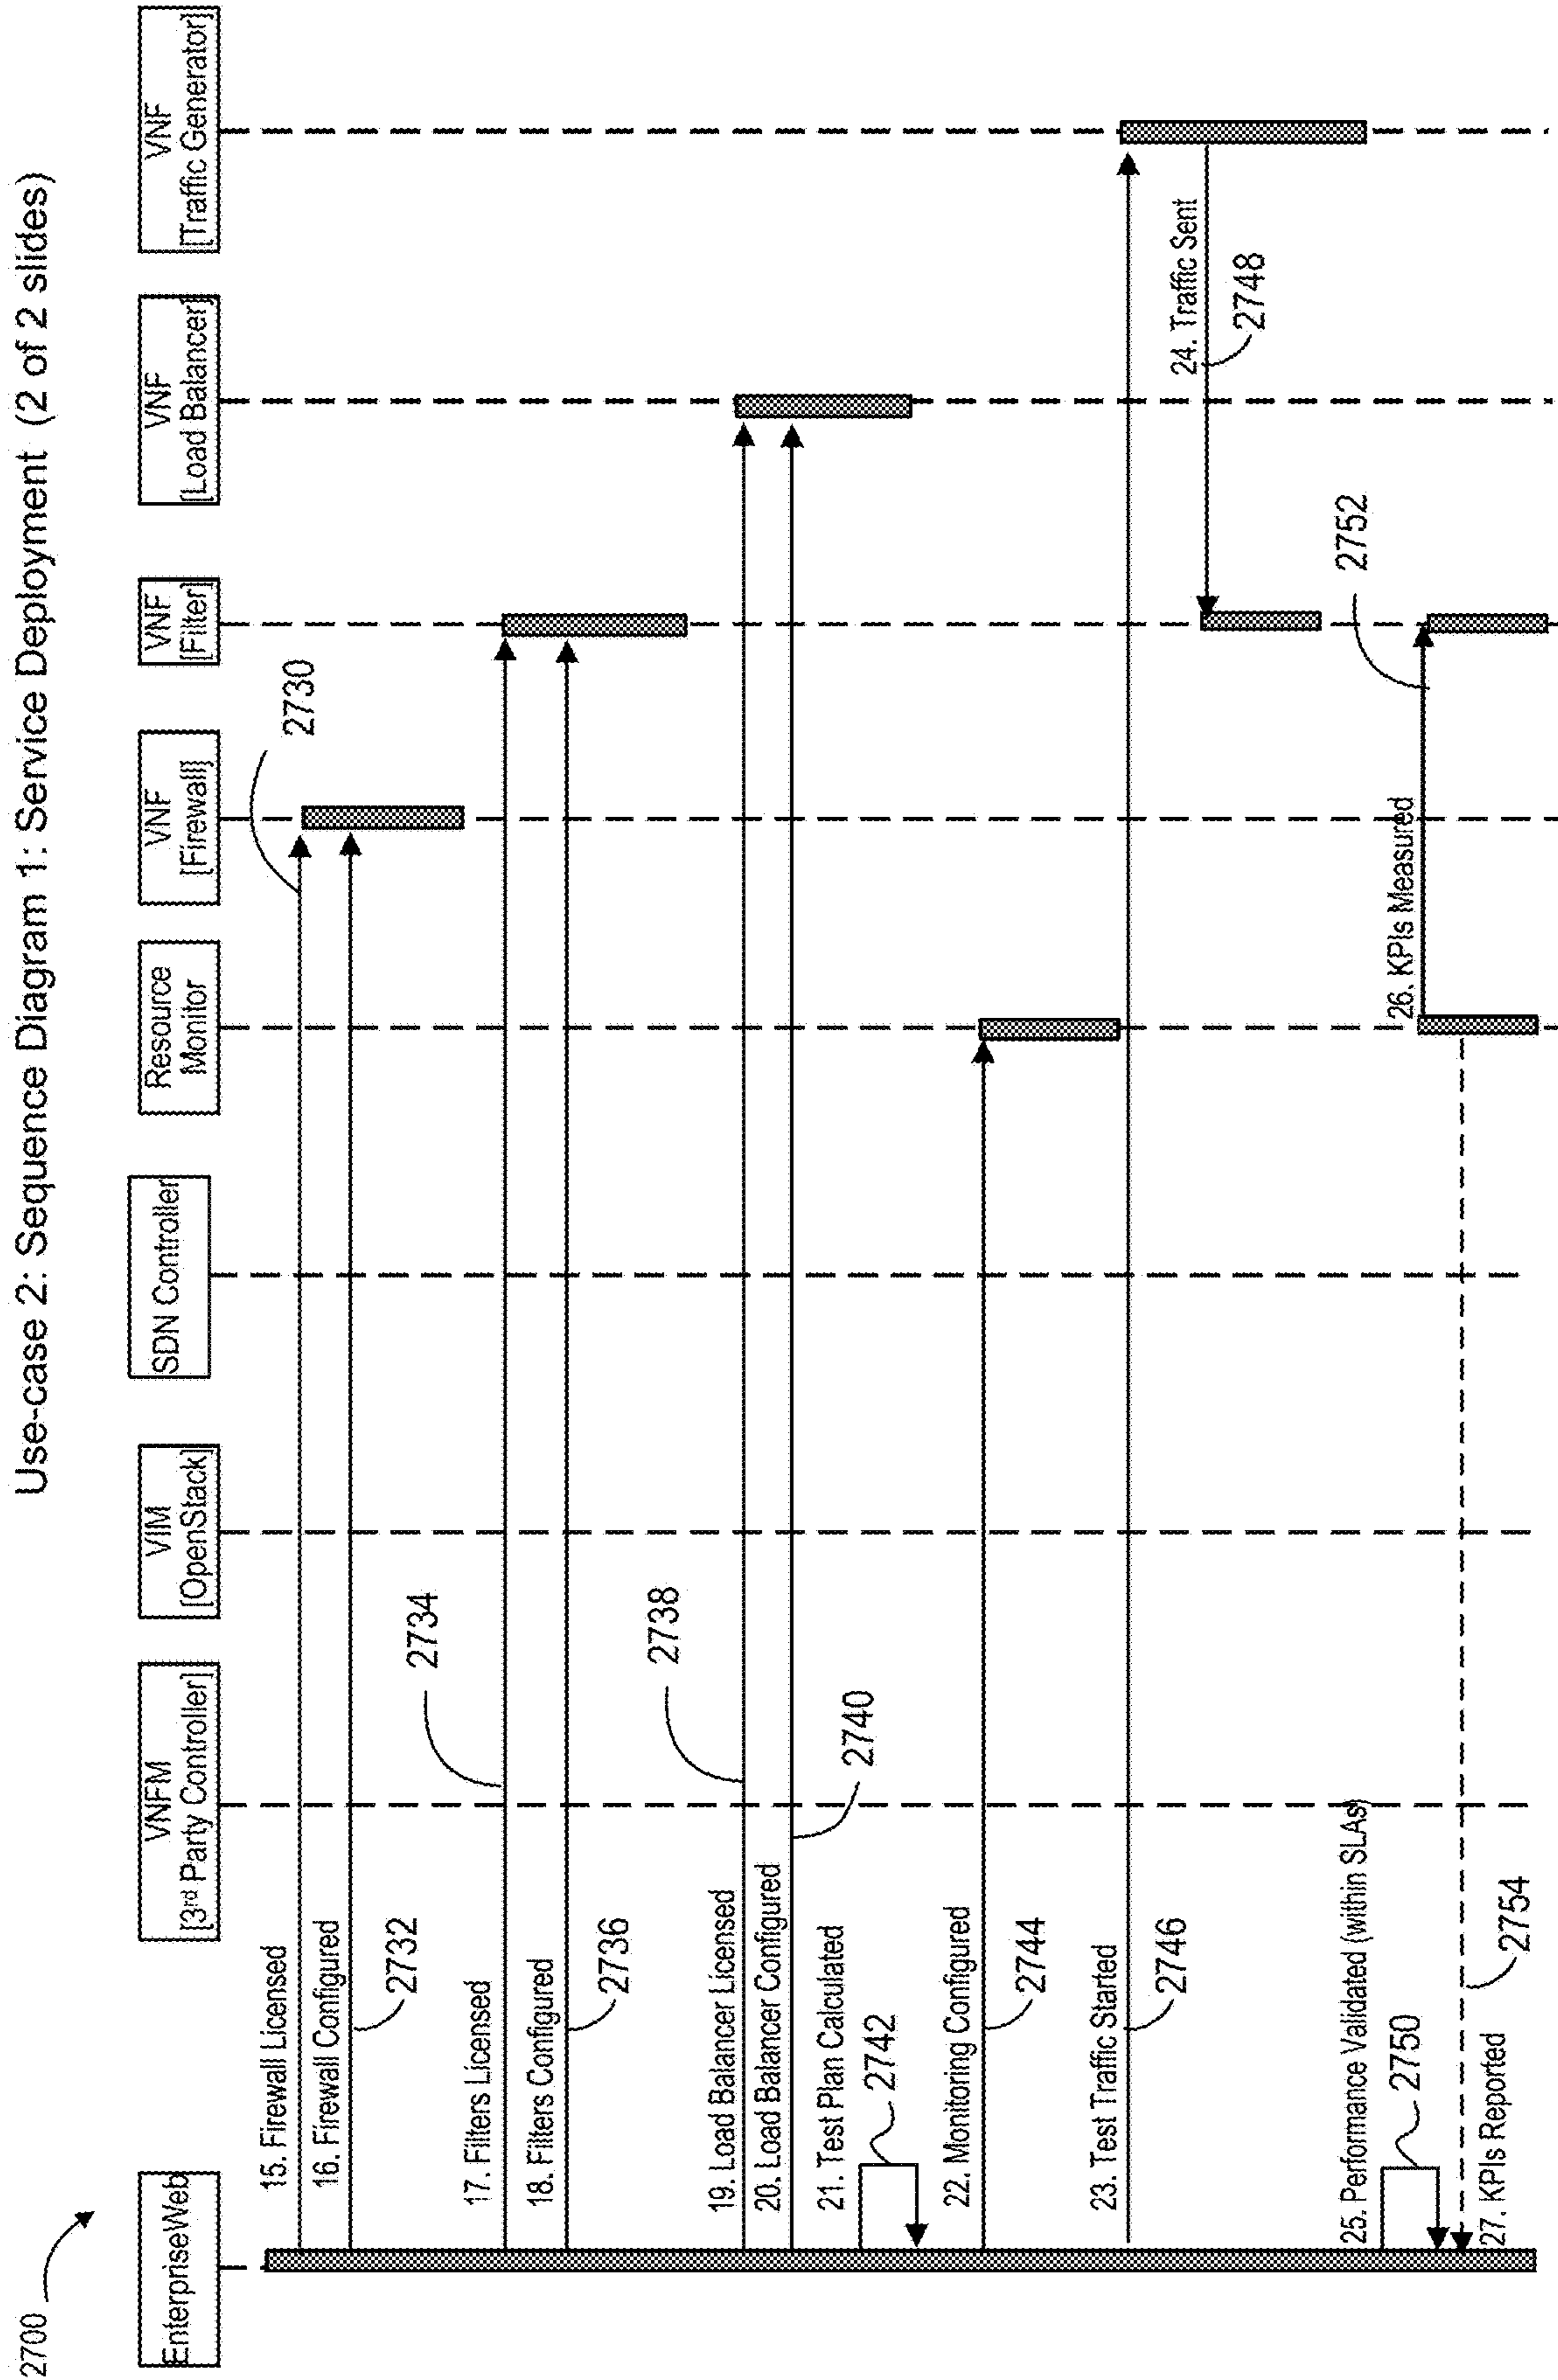 Use-case 2: Sequence Diagram 1: Service Deployment (2 of 2 slides)
2700
EnterpriseWeb
VNFM
[3rd Party Controller]
VIM
[OpenStack]
SDN Controller
Resource
Monitor
VNF
[Firewall]
VNF
[Filter]
VNF
[Load Balancer]
VNF
[Traffic Generator]
15. Firewall Licensed
2730
16. Firewall Configured
2732
17. Filters Licensed
2734
18. Filters Configured
2736
19. Load Balancer Licensed
2738
20. Load Balancer Configured
2740
21. Test Plan Calculated
2742
22. Monitoring Configured
2744
23. Test Traffic Started
2746
24. Traffic Sent
2748
25. Performance Validated (within SLAs)
2750
26. KPIs Measured
2752
27. KPIs Reported
2754